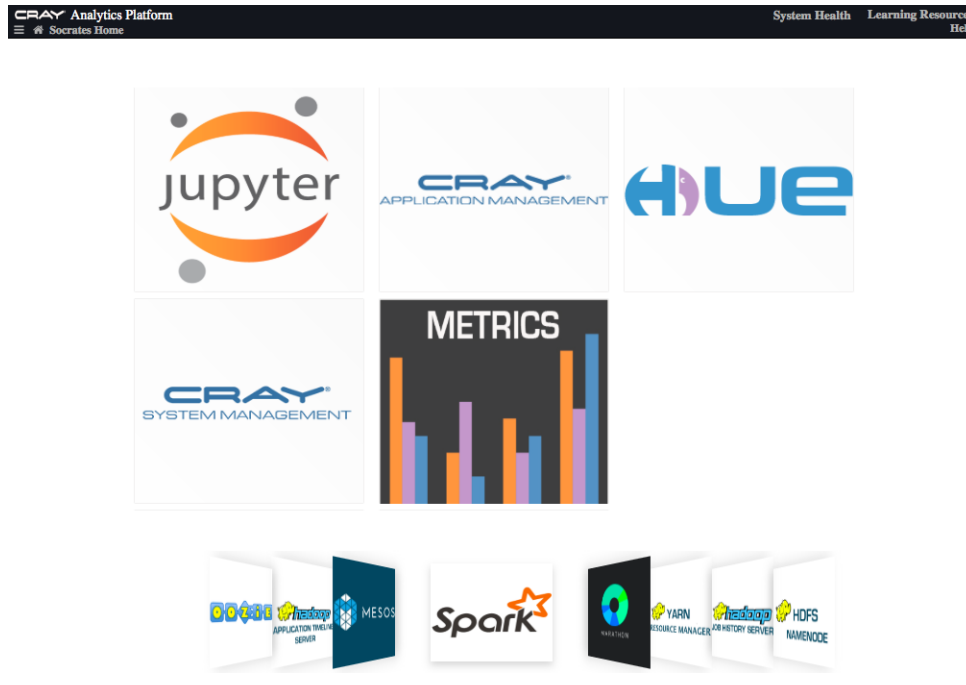 CRAY Analytics Platform
System Health Learning Resource
Socrates Home
Hel
jupyter
CRAY®
APPLICATION MANAGEMENT
HUE
CRAY®
SYSTEM MANAGEMENT
METRICS
OOZIE
hadoop
APPLICATION TIMELINE
SERVER
MESOS
Spark
MARATHON
YARN
RESOURCE MANAGER
hadoop
JOB HISTORY SERVER
HDFS
NAMENODE